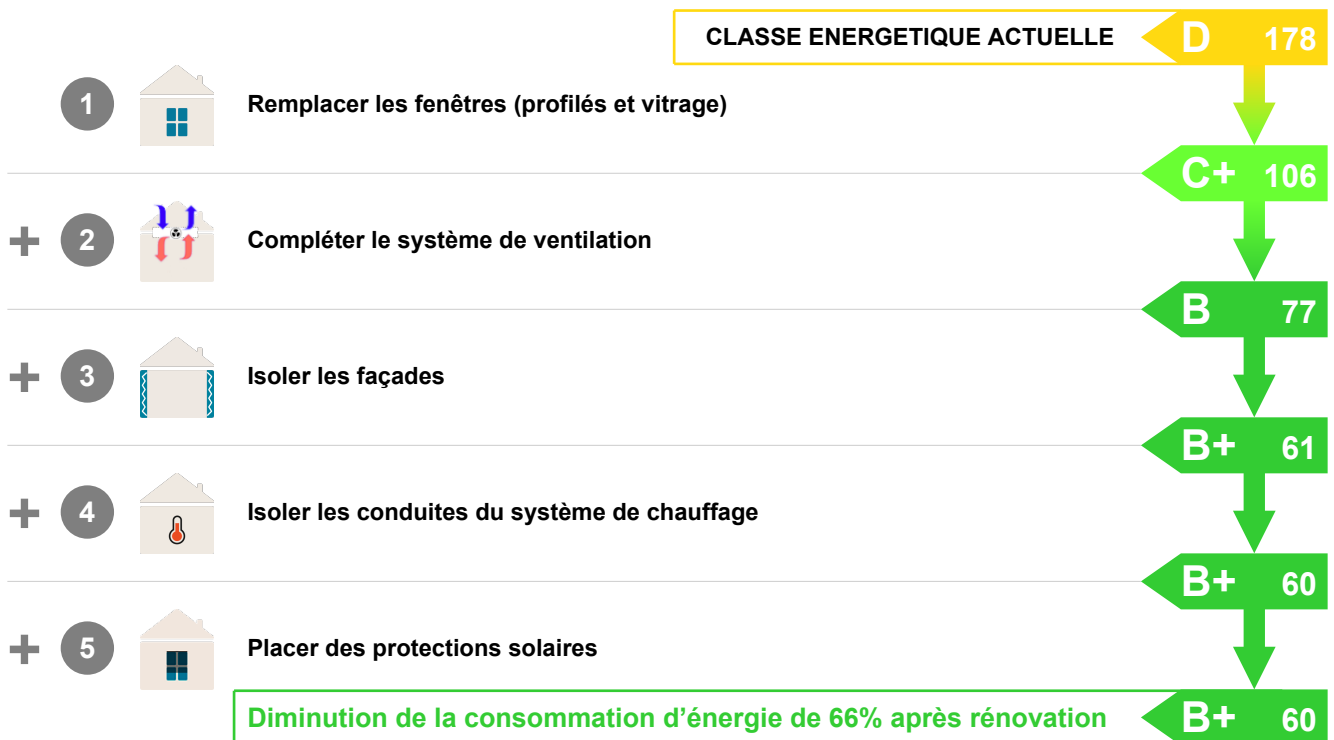 CLASSE ENERGETIQUE ACTUELLE D 178
1 Remplacer les fenêtres (profilés et vitrage)
C+ 106
+ 2 Compléter le système de ventilation
B 77
+ 3 Isoler les façades
B+ 61
+ 4 Isoler les conduites du système de chauffage
B+ 60
+ 5 Placer des protections solaires
Diminution de la consommation d’énergie de 66% après rénovation B+ 60